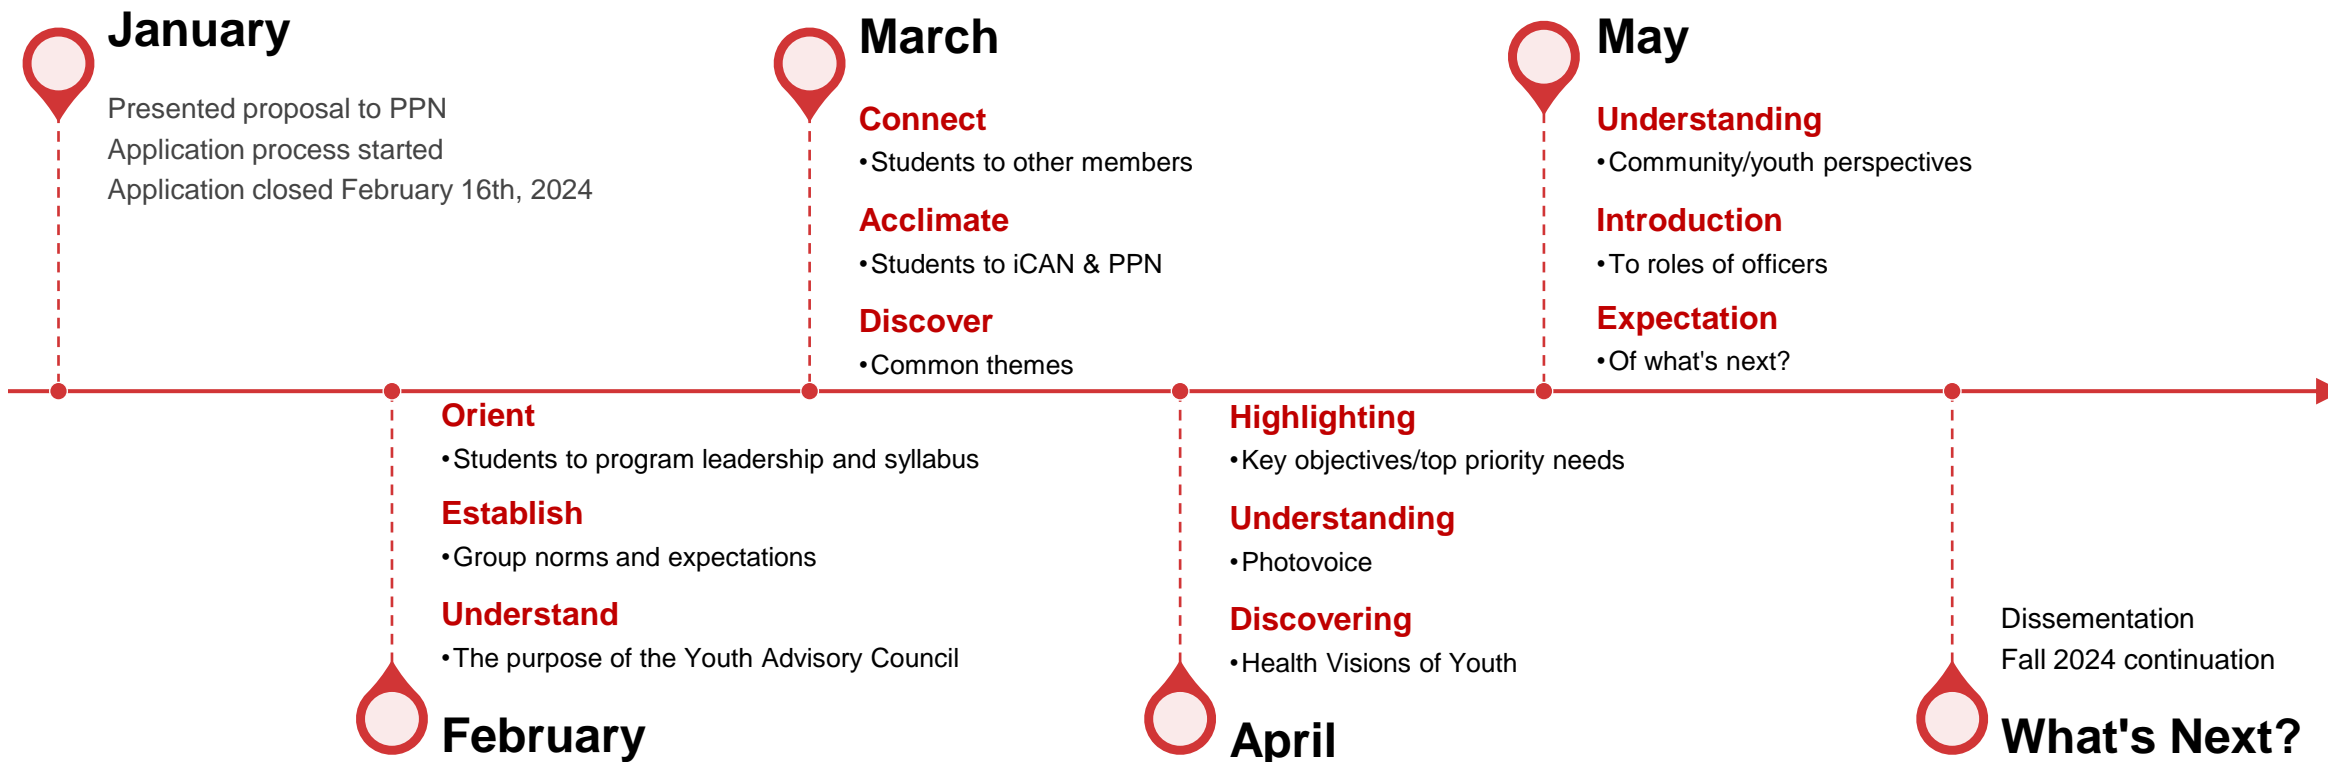 January
Presented proposal to PPN
Application process started
Application closed February 16th, 2024
Orient
•Students to program leadership and syllabus
Establish
•Group norms and expectations
Understand
•The purpose of the Youth Advisory Council
February
March
Connect
•Students to other members
Acclimate
•Students to iCAN & PPN
Discover
•Common themes
Highlighting
•Key objectives/top priority needs
Understanding
•Photovoice
Discovering
•Health Visions of Youth
April
May
Understanding
•Community/youth perspectives
Introduction
•To roles of officers
Expectation
•Of what's next?
Dissementation
Fall 2024 continuation
What's Next?